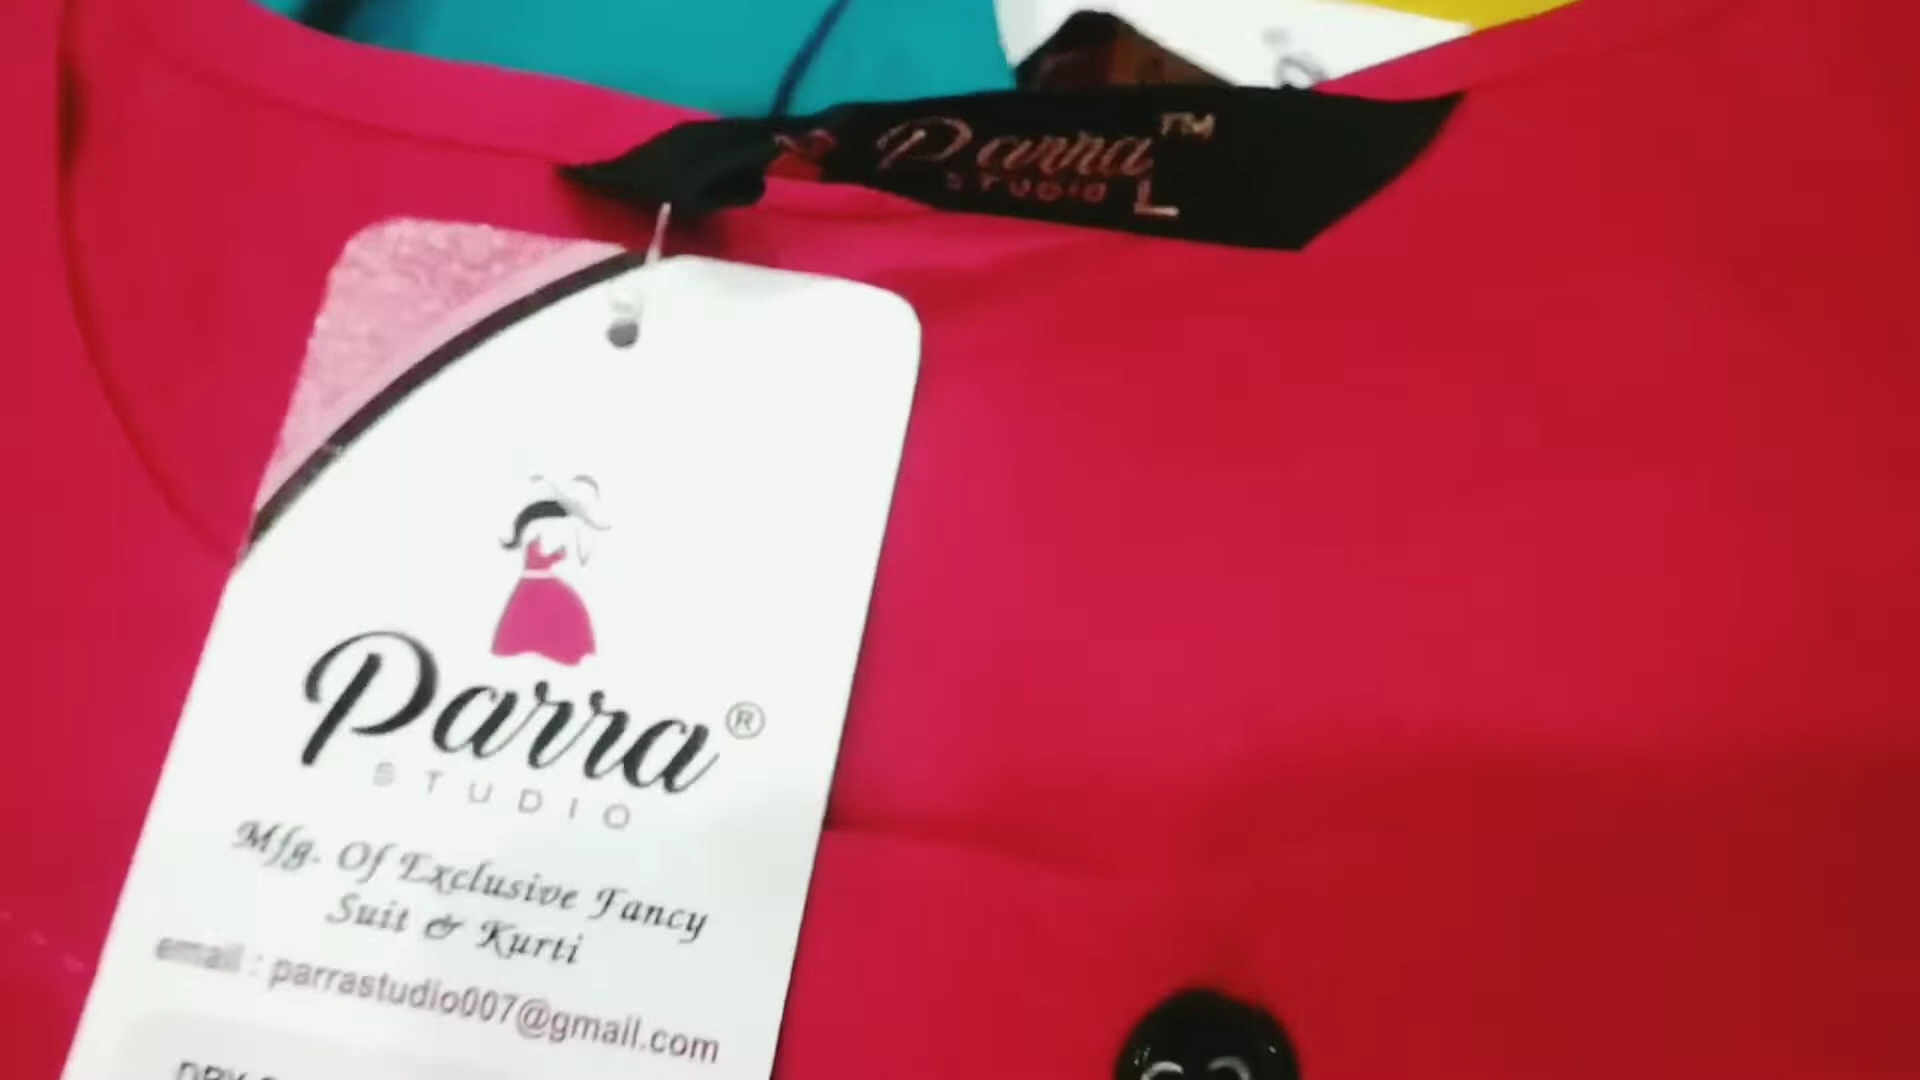 Parra™
STUDIO L
Parra®
STUDIO
Mfg. Of Exclusive Fancy
Suit & Kurti
email : parrastudio007@gmail.com